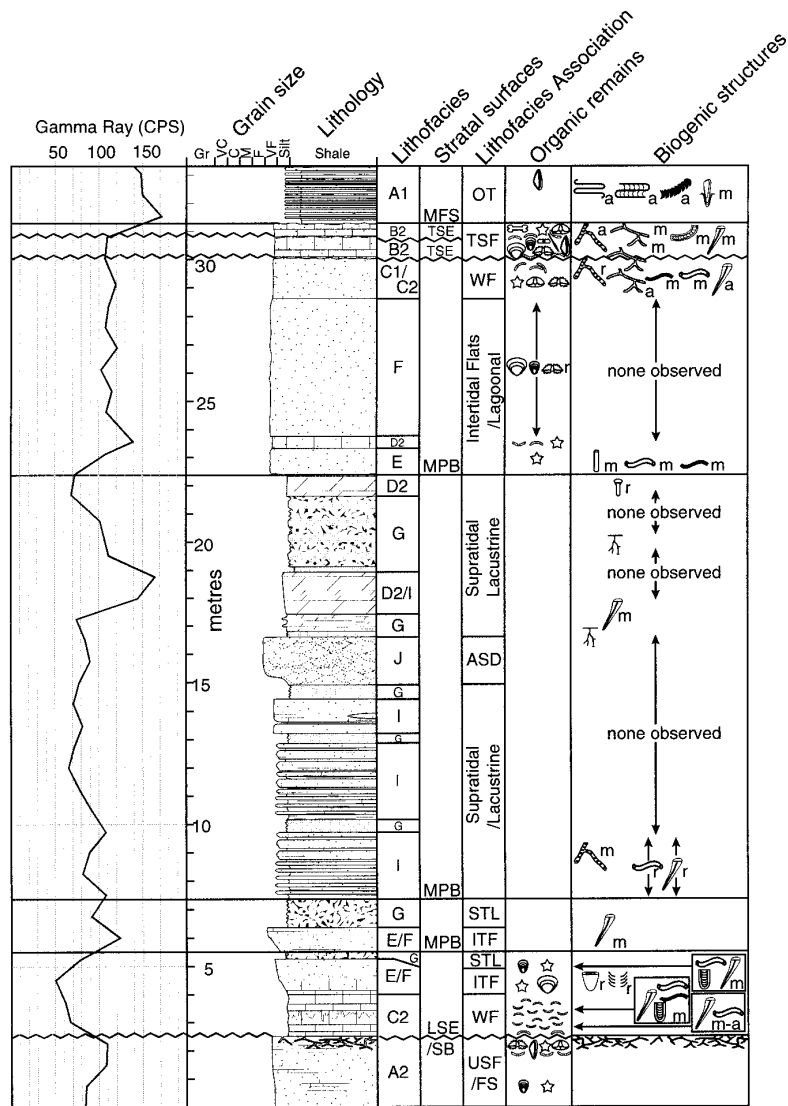 Gamma Ray (CPS)
50 100 150
Grain size
Gr VC C M F VF Silt
Lithology
Shale
Lithofacies
Stratal surfaces
Lithofacies Association
Organic remains
Biogenic structures
A1 MFS OT a a a m
B2 TSE TSF a m m m m
B2 TSE
30
C1/ C2 WF r a m m a
F Intertidal Flats /Lagoonal r none observed
25
D2
E MPB m m m
D2 r
none observed
G Supratidal Lacustrine
20
none observed
metres
D2/I
G m
J ASD
15
G
I
G
none observed
I Supratidal /Lacustrine
10
G
I m r r
MPB
G STL m
E/F MPB ITF
G STL
5
E/F ITF r r m
C2 WF m m-a
LSE /SB
A2 USF /FS